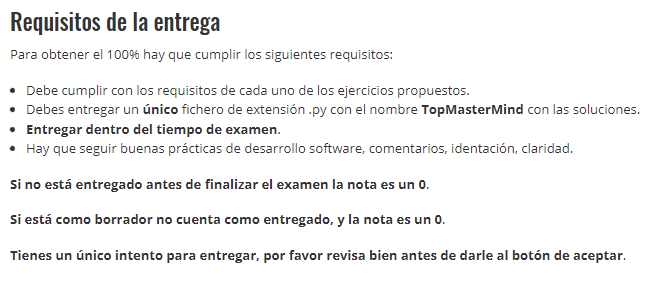 Requisitos de la entrega
Para obtener el 100% hay que cumplir los siguientes requisitos:
• Debe cumplir con los requisitos de cada uno de los ejercicios propuestos.
• Debes entregar un único fichero de extensión .py con el nombre TopMasterMind con las soluciones.
• Entregar dentro del tiempo de examen.
• Hay que seguir buenas prácticas de desarrollo software, comentarios, identación, claridad.
Si no está entregado antes de finalizar el examen la nota es un 0.
Si está como borrador no cuenta como entregado, y la nota es un 0.
Tienes un único intento para entregar, por favor revisa bien antes de darle al botón de aceptar.